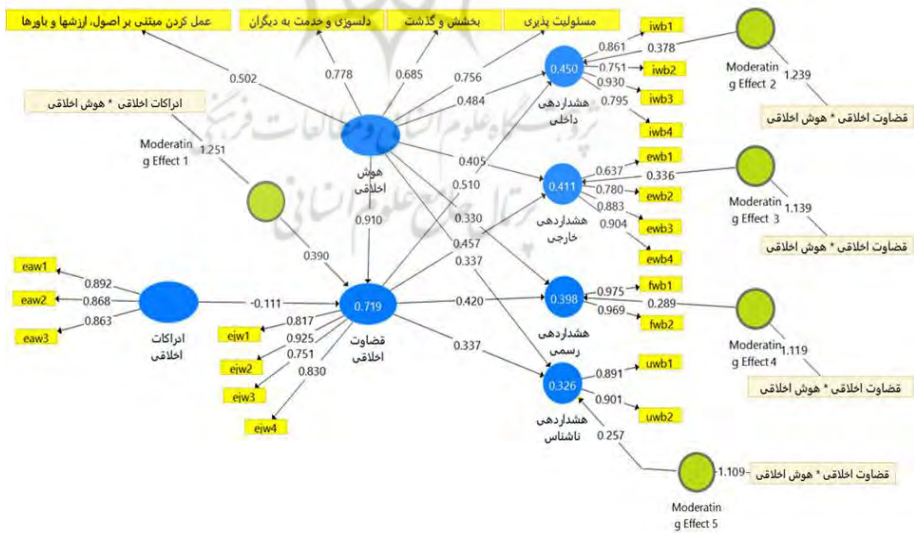 عمل کردن مبتنی بر اصول، ارزشها و باورها
دلسوزی و خدمت به دیگران
بخشش و گذشت
مسئولیت پذیری
0.502
0.778
0.685
0.756
0.484
ادراکات اخلاقی * هوش اخلاقی
Moderatin
g Effect 1
1.251
0.390
هوش
اخلاقی
0.910
0.510
0.405
0.330
0.457
0.337
پژوهشگاه علوم انسانی و مطالعات فرهنگی
پرتال جامع علوم انسانی
eaw1
eaw2
eaw3
0.892
0.868
0.863
ادراکات
اخلاقی
-0.111
0.719
قضاوت
اخلاقی
ejw1
ejw2
ejw3
ejw4
0.817
0.925
0.751
0.830
0.420
0.337
0.450
هشداردهی
داخلی
0.861
0.751
0.930
0.795
iwb1
iwb2
iwb3
iwb4
0.378
Moderatin
g Effect 2
1.239
قضاوت اخلاقی * هوش اخلاقی
0.411
هشداردهی
خارجی
0.637
0.780
0.883
0.904
ewb1
ewb2
ewb3
ewb4
0.336
Moderatin
g Effect 3
1.139
قضاوت اخلاقی * هوش اخلاقی
0.398
هشداردهی
رسمی
0.975
0.969
fwb1
fwb2
0.289
Moderatin
g Effect 4
1.119
قضاوت اخلاقی * هوش اخلاقی
0.326
هشداردهی
ناشناس
0.891
0.901
uwb1
uwb2
0.257
Moderatin
g Effect 5
1.109
قضاوت اخلاقی * هوش اخلاقی